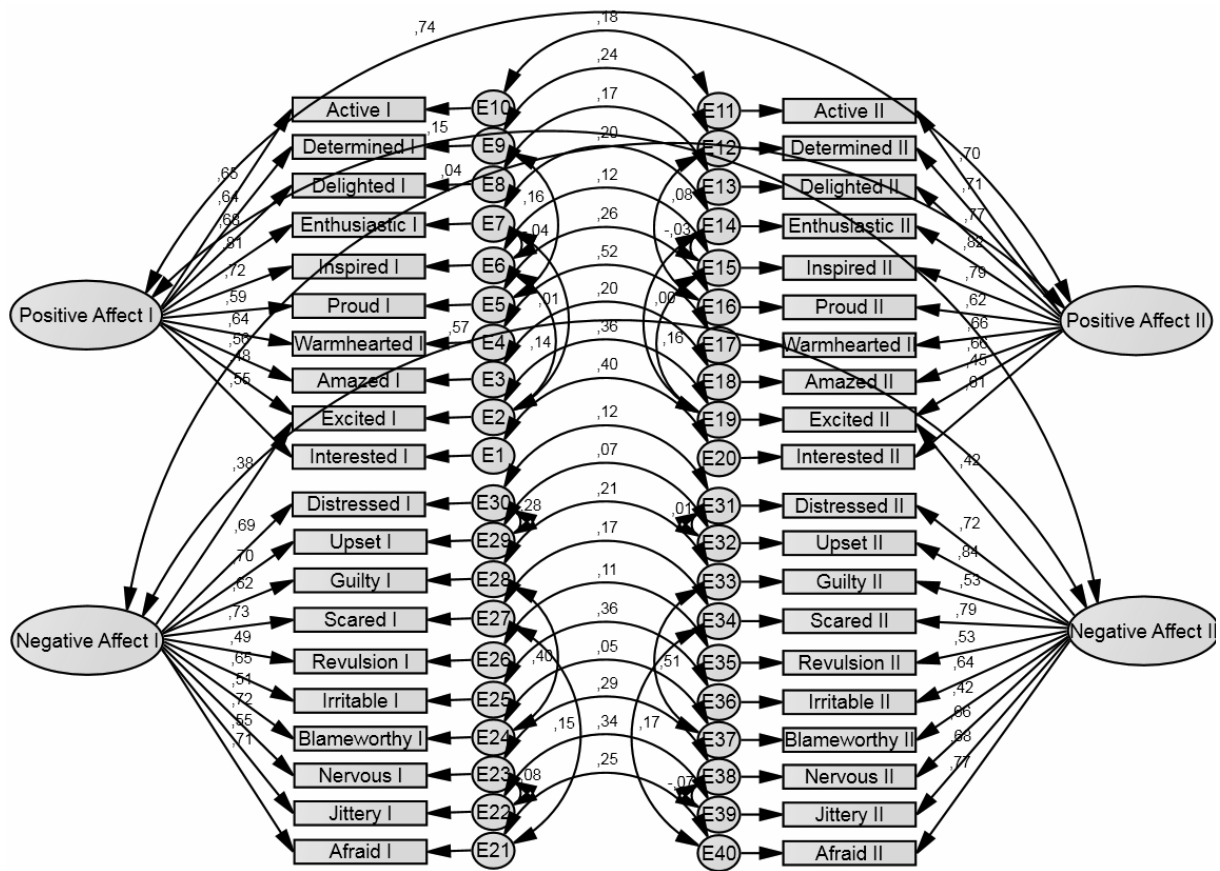 ,74
,18
,24
,17
,15
,20
,04
,12
,26
,52
,20
,57
,36
,40
Active I
E10
E11
Active II
Determined I
E9
E12
Determined II
Delighted I
E8
E13
Delighted II
Enthusiastic I
E7
E14
Enthusiastic II
Inspired I
E6
E15
Inspired II
Proud I
E5
E16
Proud II
Warmhearted I
E4
E17
Warmhearted II
Amazed I
E3
E18
Amazed II
Excited I
E2
E19
Excited II
Interested I
E1
E20
Interested II
Positive Affect I
Positive Affect II
,65
,64
,68
,81
,72
,59
,64
,56
,48
,55
,16
-,04
,01
,14
,08
-,03
,00
,16
,70
,71
,77
,82
,79
,62
,66
,66
,45
,81
,38
,42
,12
,07
,21
,17
,11
,36
,05
,29
,34
,25
Distressed I
E30
E31
Distressed II
Upset I
E29
E32
Upset II
Guilty I
E28
E33
Guilty II
Scared I
E27
E34
Scared II
Revulsion I
E26
E35
Revulsion II
Irritable I
E25
E36
Irritable II
Blameworthy I
E24
E37
Blameworthy II
Nervous I
E23
E38
Nervous II
Jittery I
E22
E39
Jittery II
Afraid I
E21
E40
Afraid II
Negative Affect I
Negative Affect II
,69
,70
,62
,73
,49
,65
,51
,72
,55
,71
,28
,40
,15
,08
,01
,51
,17
-,07
,72
,84
,53
,79
,53
,64
,42
,66
,68
,77